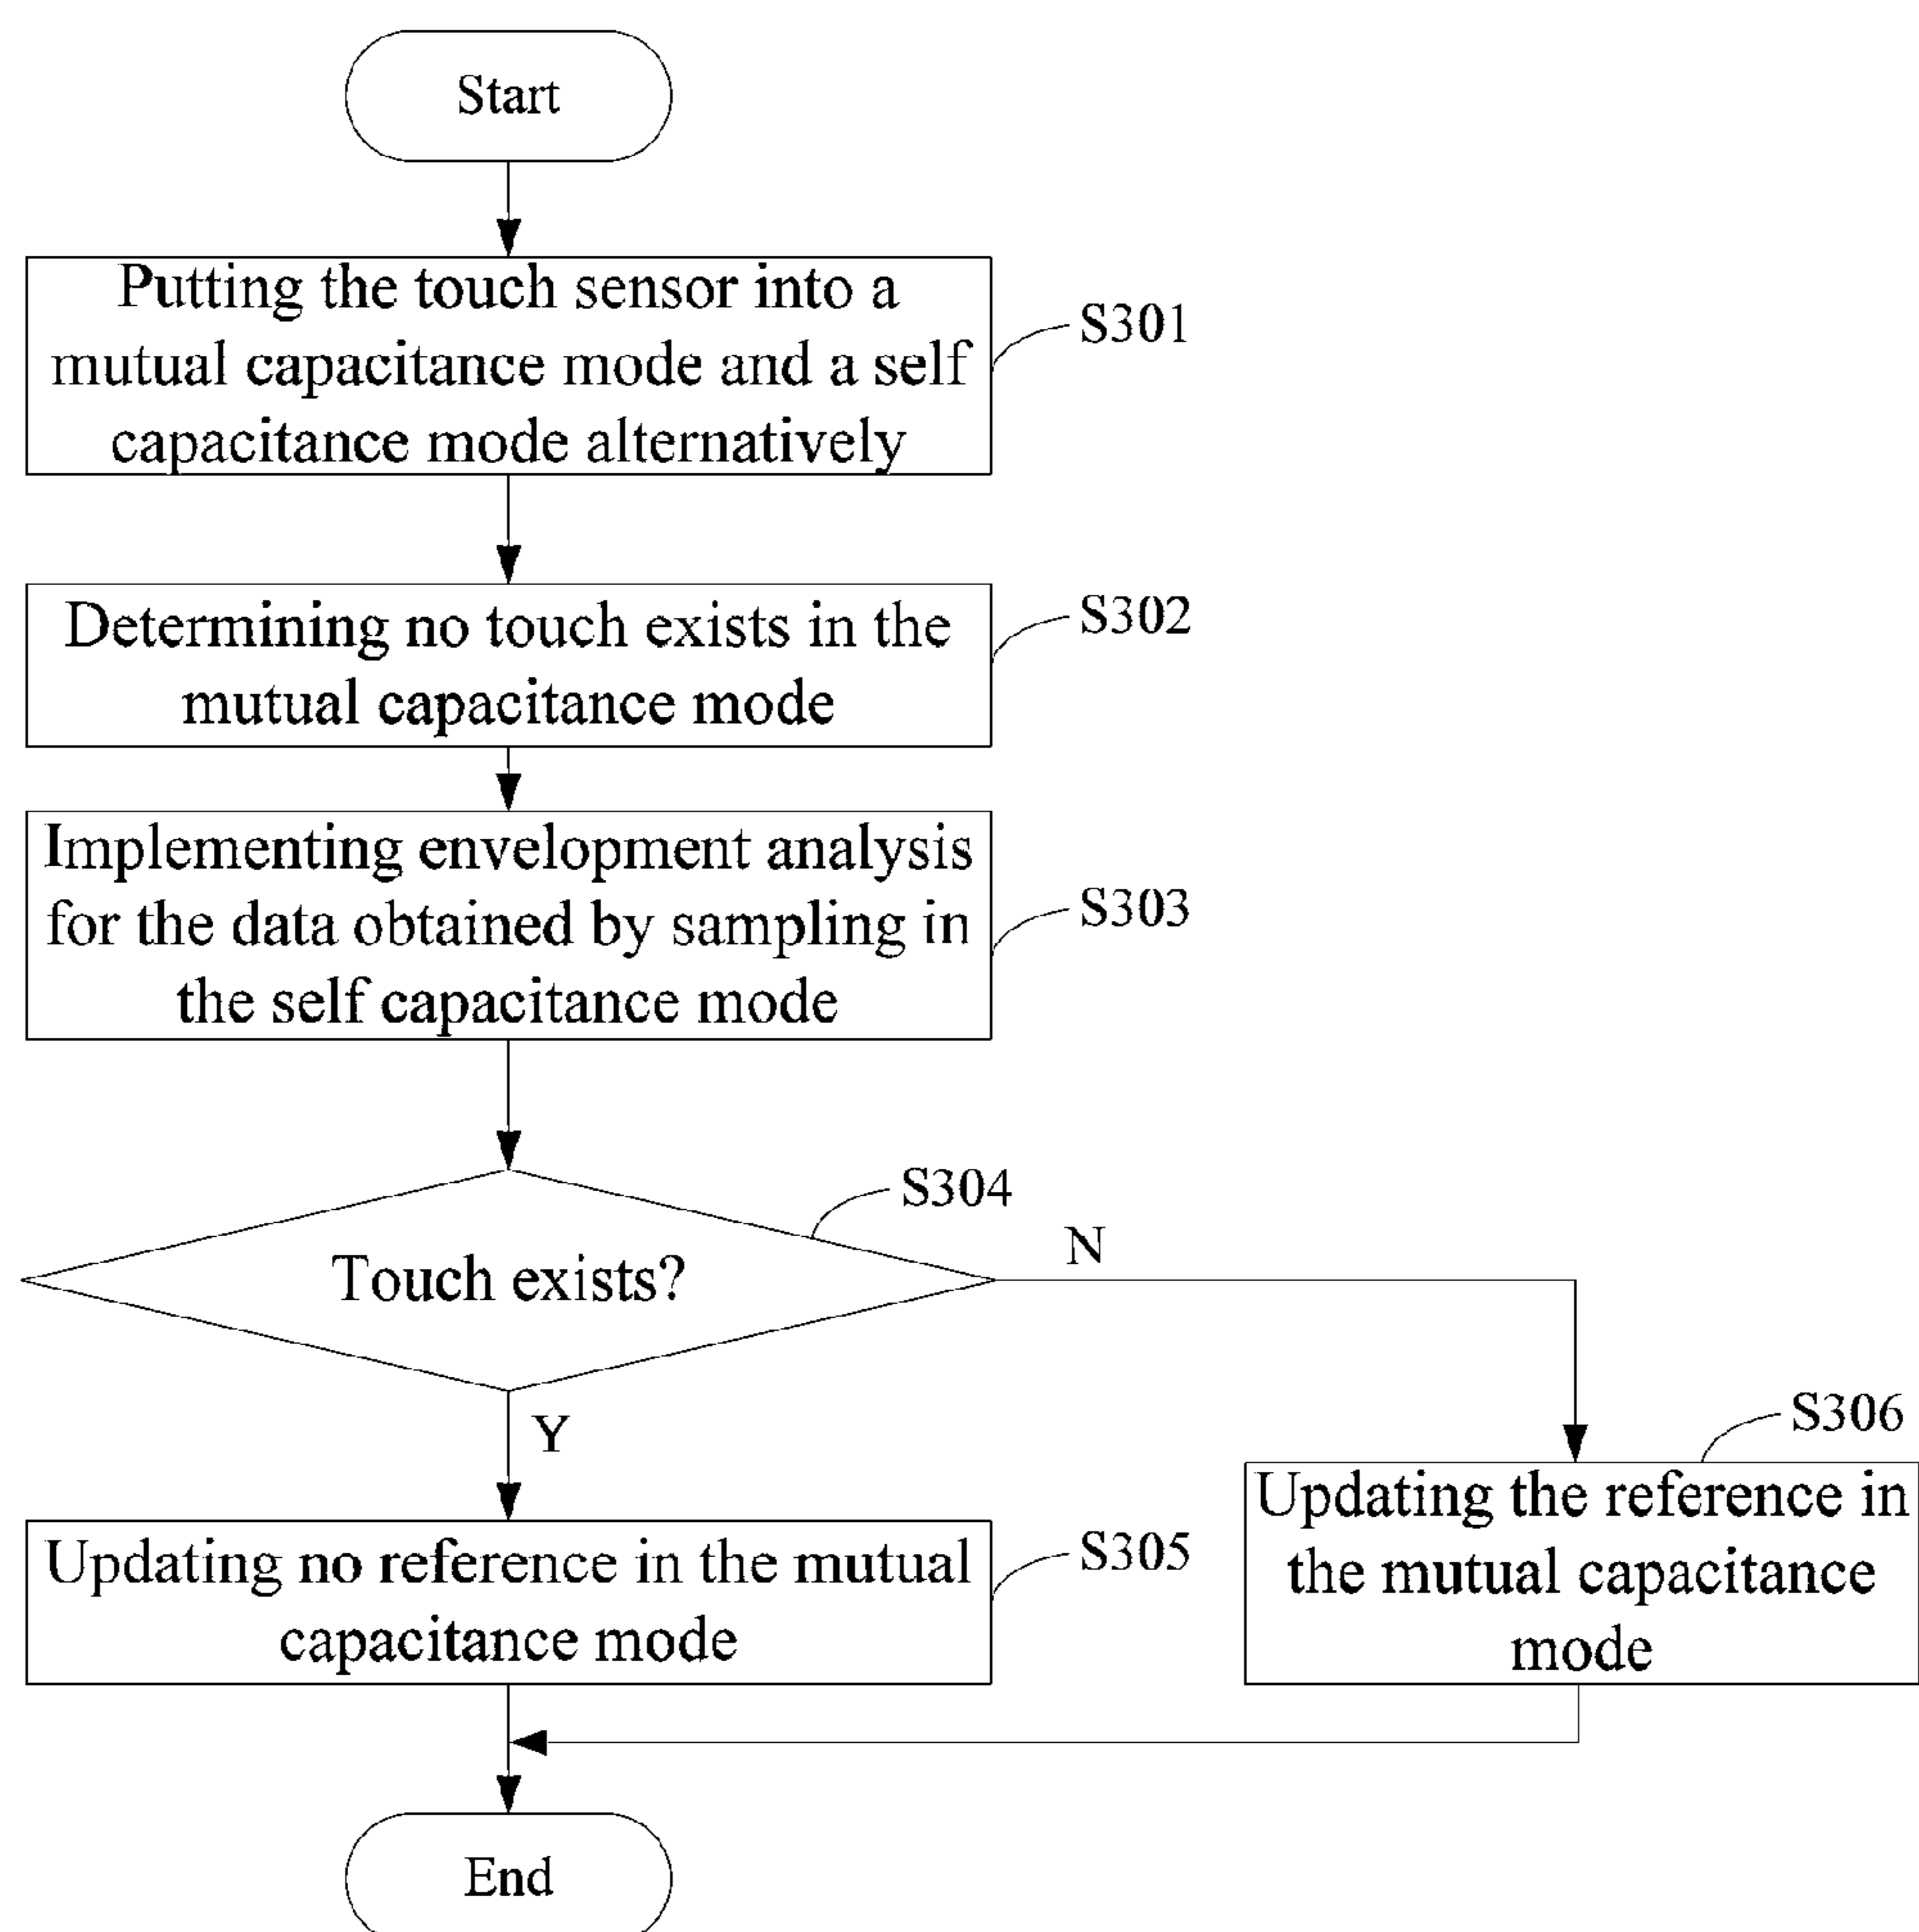 Start
Putting the touch sensor into a
mutual capacitance mode and a self
capacitance mode alternatively
S301
Determining no touch exists in the
mutual capacitance mode
S302
Implementing envelopment analysis
for the data obtained by sampling in
the self capacitance mode
S303
S304
Touch exists?
N
Y
S306
Updating the reference in
the mutual capacitance
mode
Updating no reference in the mutual
capacitance mode
S305
End